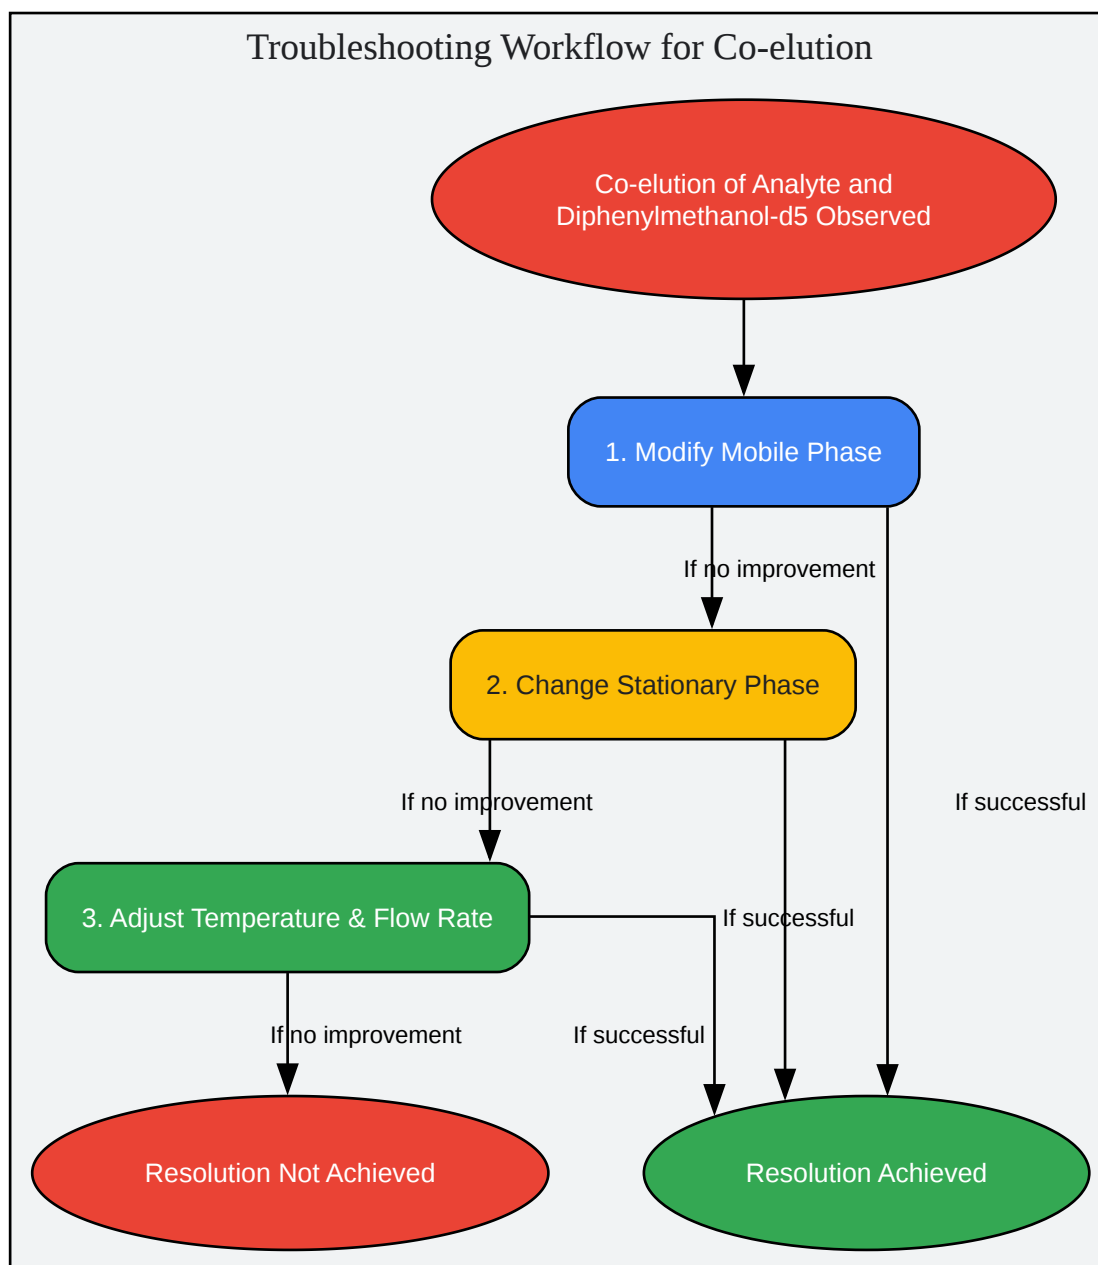 Troubleshooting Workflow for Co-elution
Co-elution of Analyte and
Diphenylmethanol-d5 Observed
1. Modify Mobile Phase
If no improvement
2. Change Stationary Phase
If no improvement
If successful
3. Adjust Temperature & Flow Rate
If successful
If no improvement
If successful
Resolution Not Achieved
Resolution Achieved